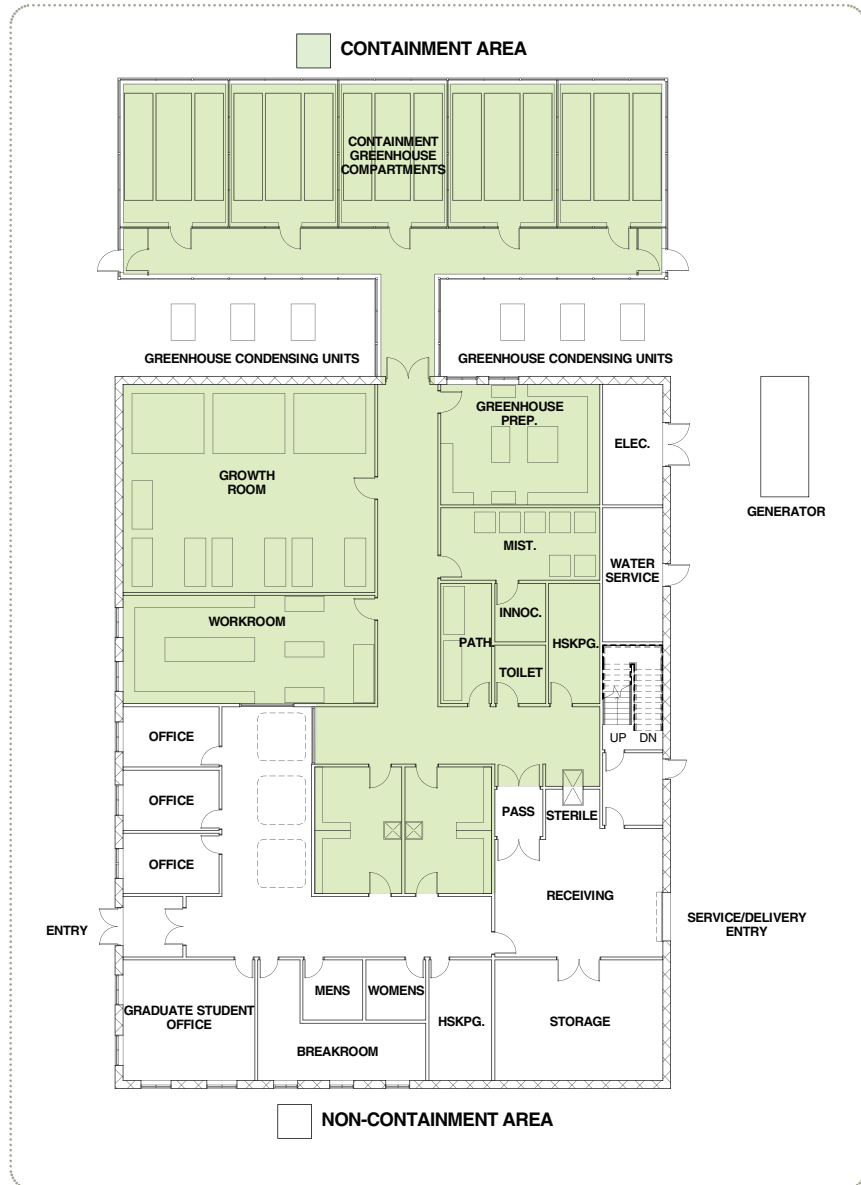 CONTAINMENT AREA
CONTAINMENT
GREENHOUSE
COMPARTMENTS
GREENHOUSE CONDENSING UNITS
GREENHOUSE CONDENSING UNITS
GREENHOUSE
PREP.
ELEC.
GROWTH
ROOM
GENERATOR
MIST.
WATER
SERVICE
INNOC.
WORKROOM
PATH.
HSKPG.
TOILET
OFFICE
UP DN
OFFICE
PASS
STERILE
OFFICE
RECEIVING
ENTRY
SERVICE/DELIVERY
ENTRY
MENS
WOMENS
GRADUATE STUDENT
OFFICE
HSKPG.
STORAGE
BREAKROOM
NON-CONTAINMENT AREA